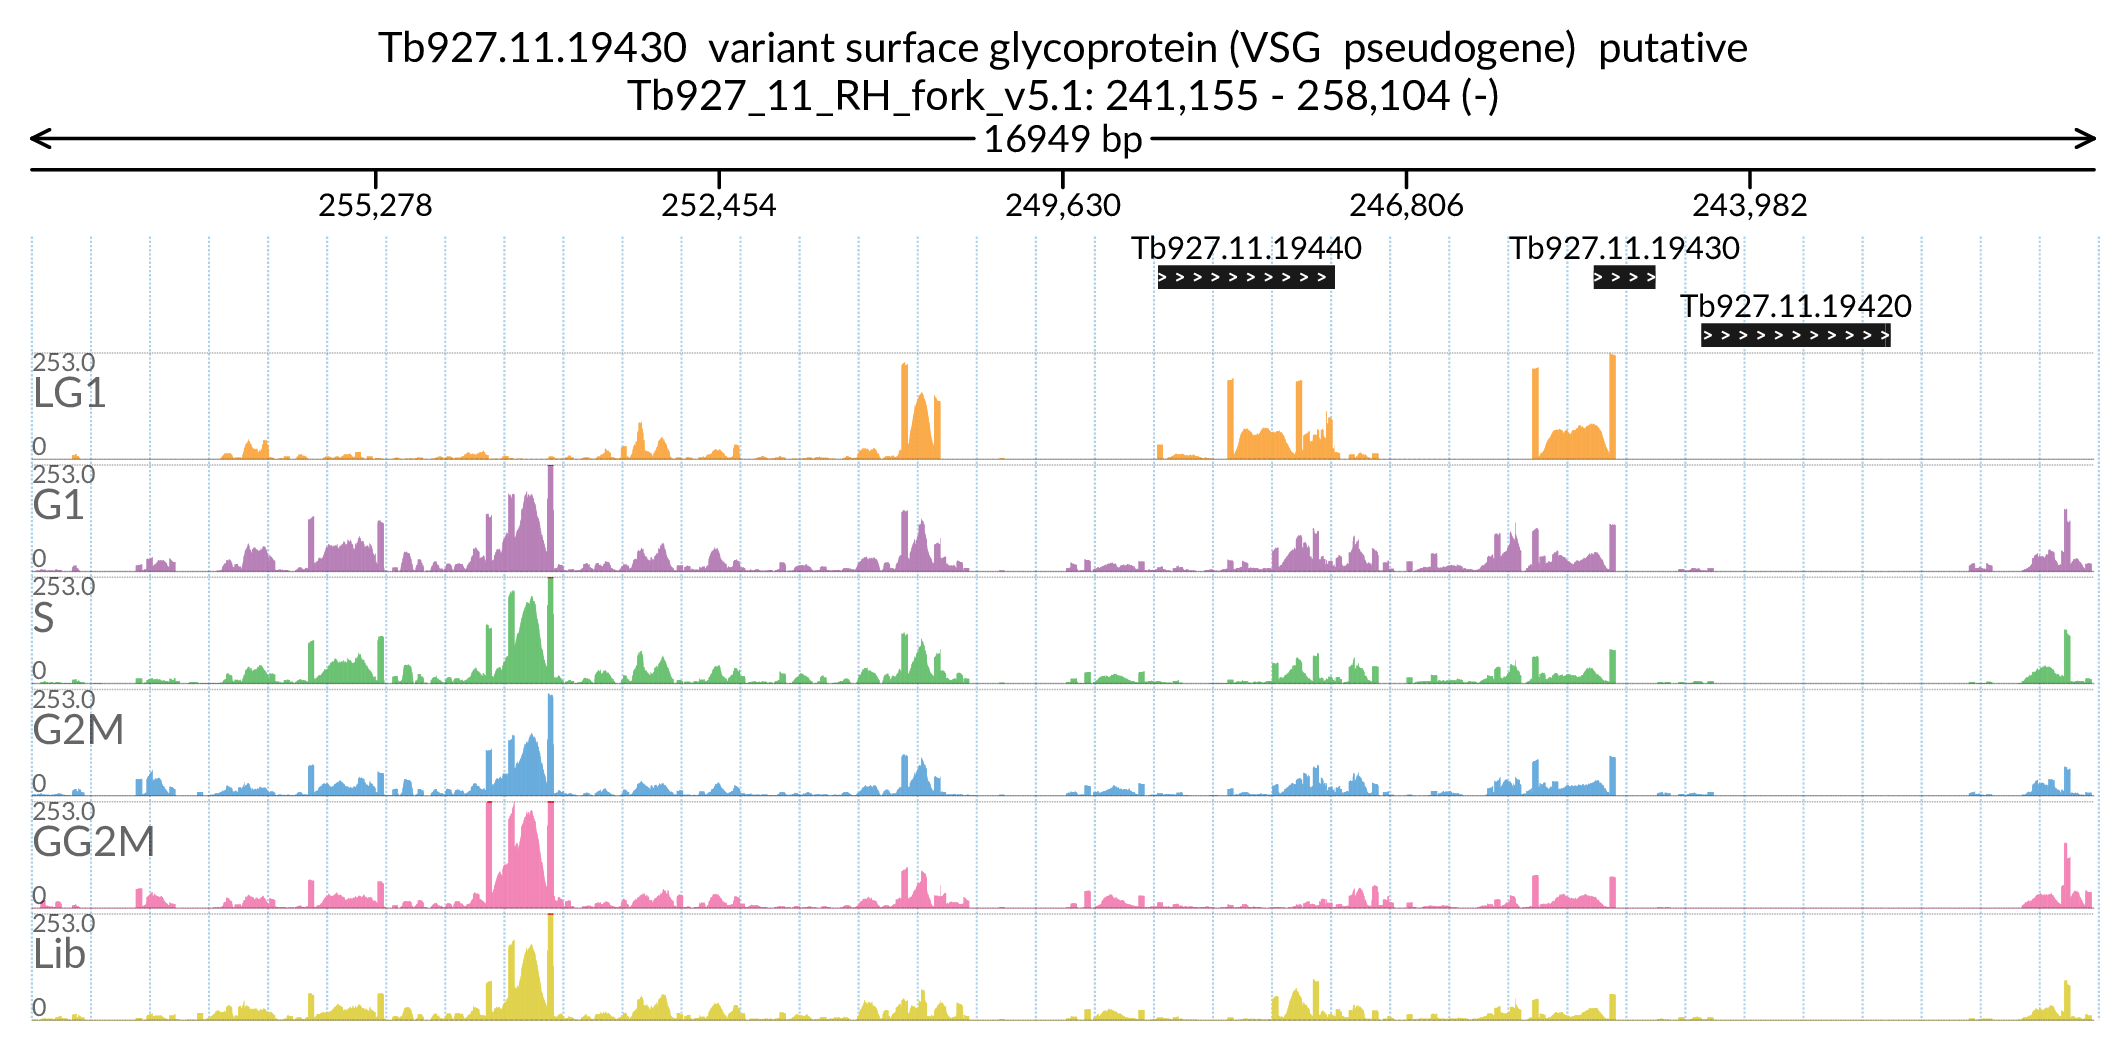 Tb927.11.19430  variant surface glycoprotein (VSG  pseudogene)  putative
Tb927_11_RH_fork_v5.1: 241,155 - 258,104 (-)
16949 bp
255,278 252,454 249,630 246,806 243,982
Tb927.11.19440 Tb927.11.19430
Tb927.11.19420
253.0
LG1
0
253.0
G1
0
253.0
S
0
253.0
G2M
0
253.0
GG2M
0
253.0
Lib
0